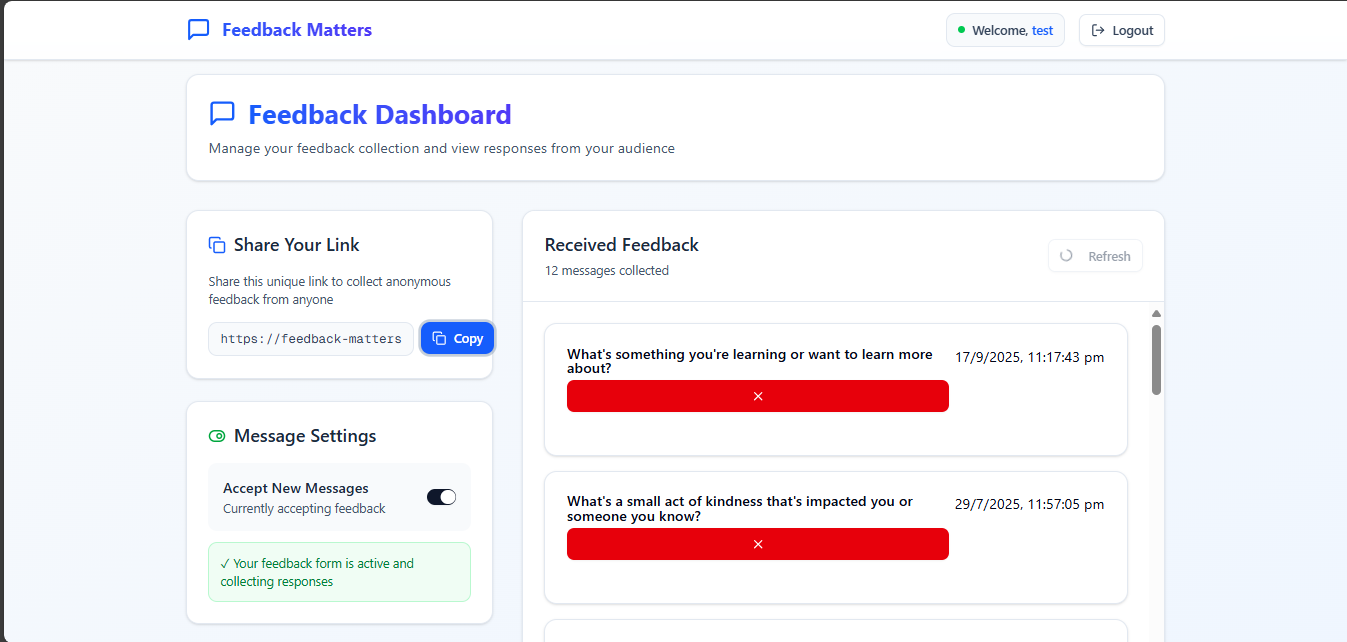 Feedback Matters
Welcome, test
Logout
Feedback Dashboard
Manage your feedback collection and view responses from your audience
Share Your Link
Share this unique link to collect anonymous
feedback from anyone
https://feedback-matters
Copy
Message Settings
Accept New Messages
Currently accepting feedback
✓ Your feedback form is active and
collecting responses
Received Feedback
12 messages collected
Refresh
What's something you're learning or want to learn more
about?
17/9/2025, 11:17:43 pm
What's a small act of kindness that's impacted you or
someone you know?
29/7/2025, 11:57:05 pm